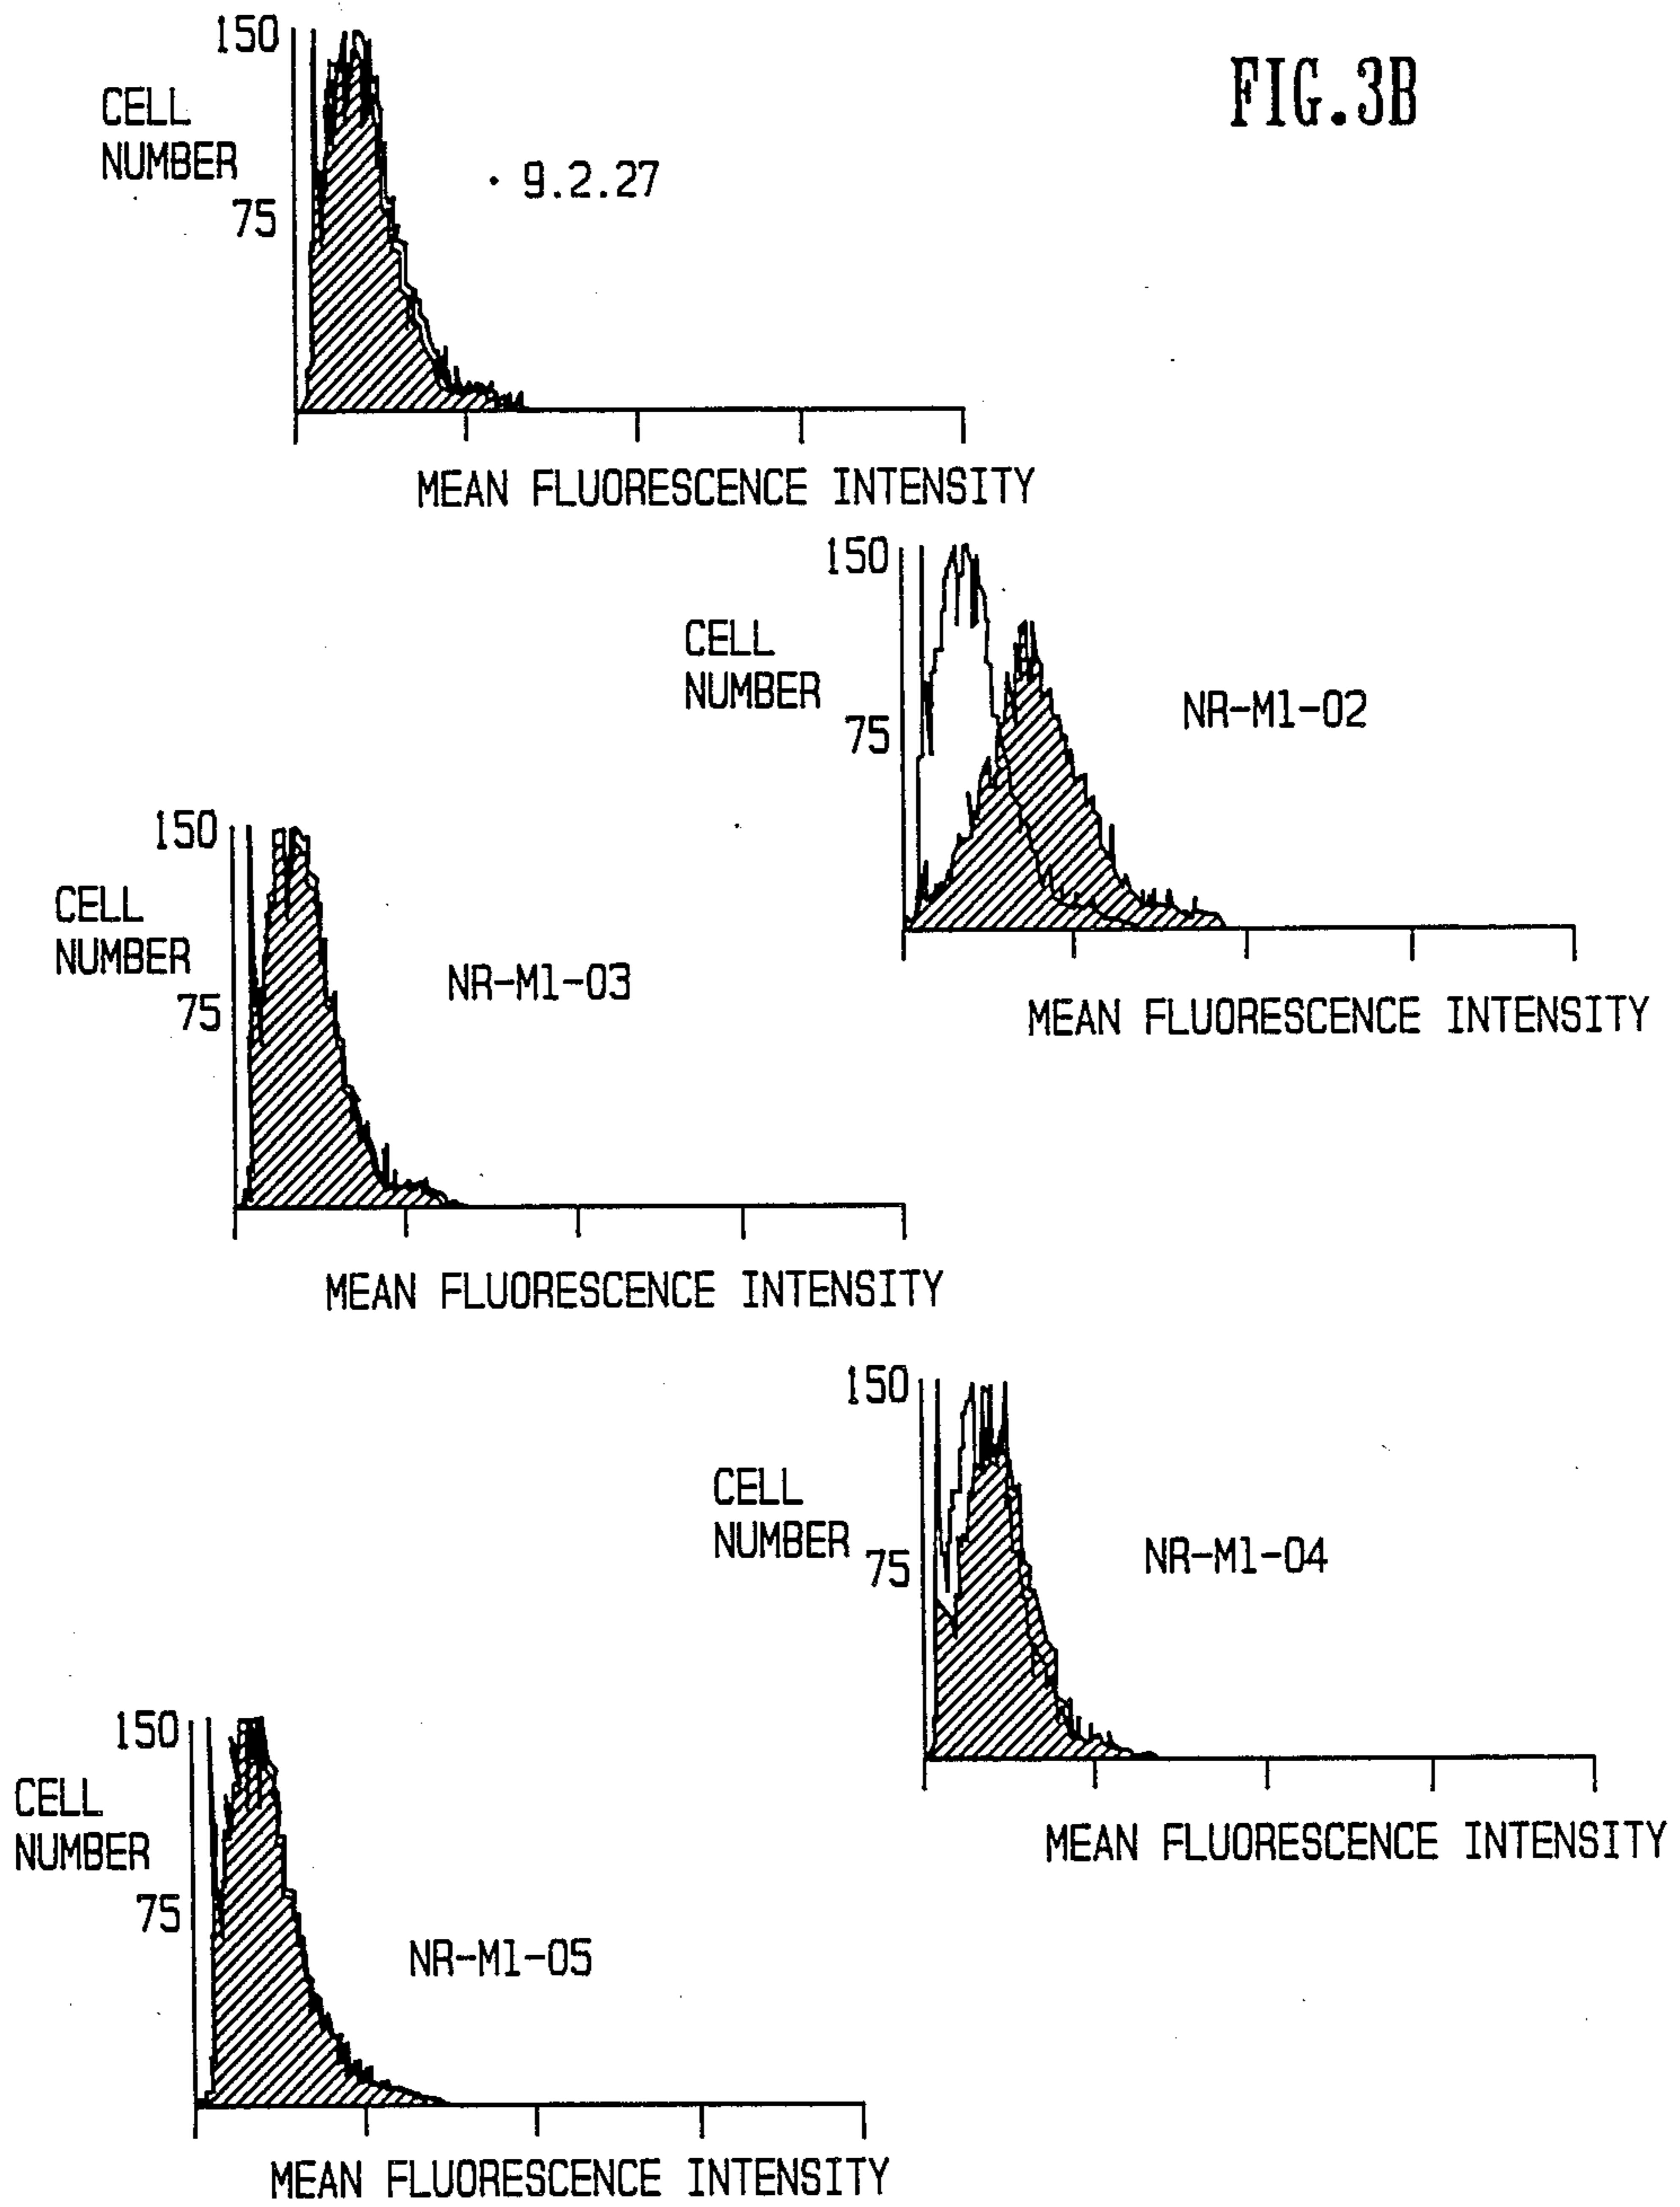 FIG.3B
150
CELL
NUMBER
75
9.2.27
MEAN FLUORESCENCE INTENSITY
150
CELL
NUMBER
75
NR-M1-02
MEAN FLUORESCENCE INTENSITY
150
CELL
NUMBER
75
NR-M1-03
MEAN FLUORESCENCE INTENSITY
150
CELL
NUMBER
75
NR-M1-04
MEAN FLUORESCENCE INTENSITY
150
CELL
NUMBER
75
NR-M1-05
MEAN FLUORESCENCE INTENSITY